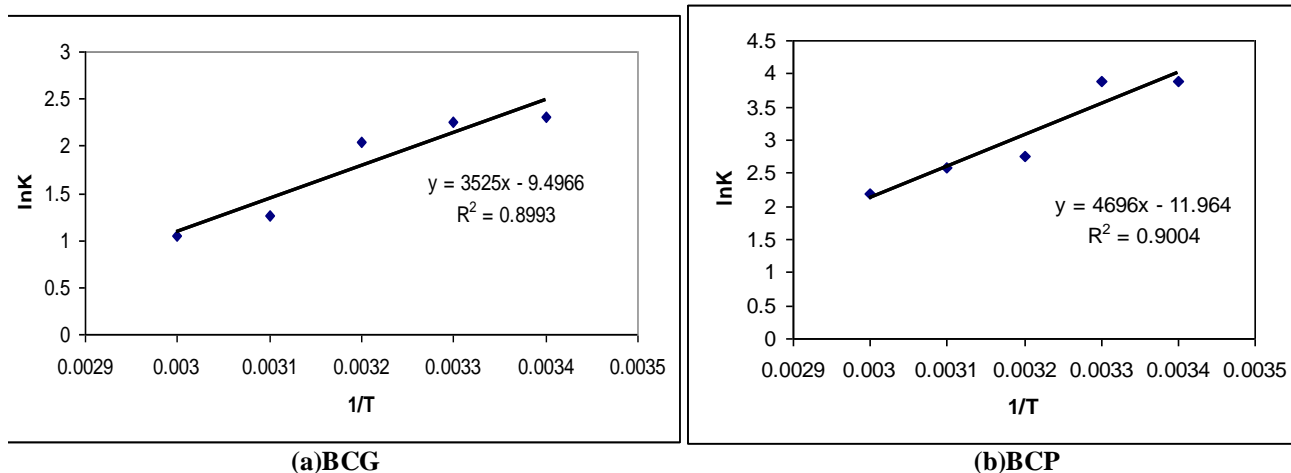 3
2.5
2
1.5
1
0.5
0
lnK
y = 3525x - 9.4966
R² = 0.8993
0.0029 0.003 0.0031 0.0032 0.0033 0.0034 0.0035
1/T
(a)BCG
4.5
4
3.5
3
2.5
2
1.5
1
0.5
0
lnK
y = 4696x - 11.964
R² = 0.9004
0.0029 0.003 0.0031 0.0032 0.0033 0.0034 0.0035
1/T
(b)BCP